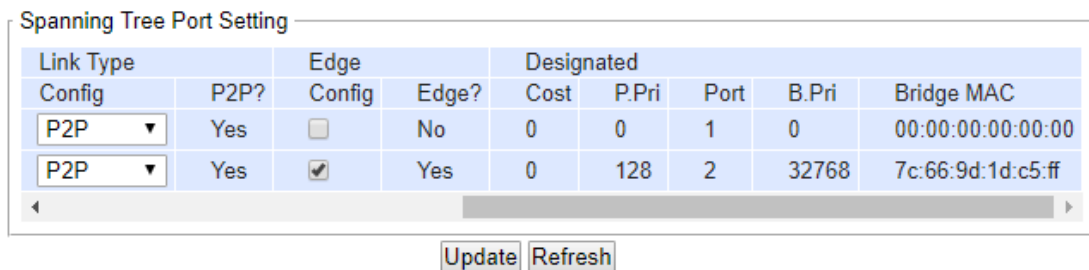 Spanning Tree Port Setting
Link Type Edge Designated
Config P2P? Config Edge? Cost P.Pri Port B.Pri Bridge MAC
P2P Yes No 0 0 1 0 00:00:00:00:00:00
P2P Yes Yes 0 128 2 32768 7c:66:9d:1d:c5:ff
Update Refresh